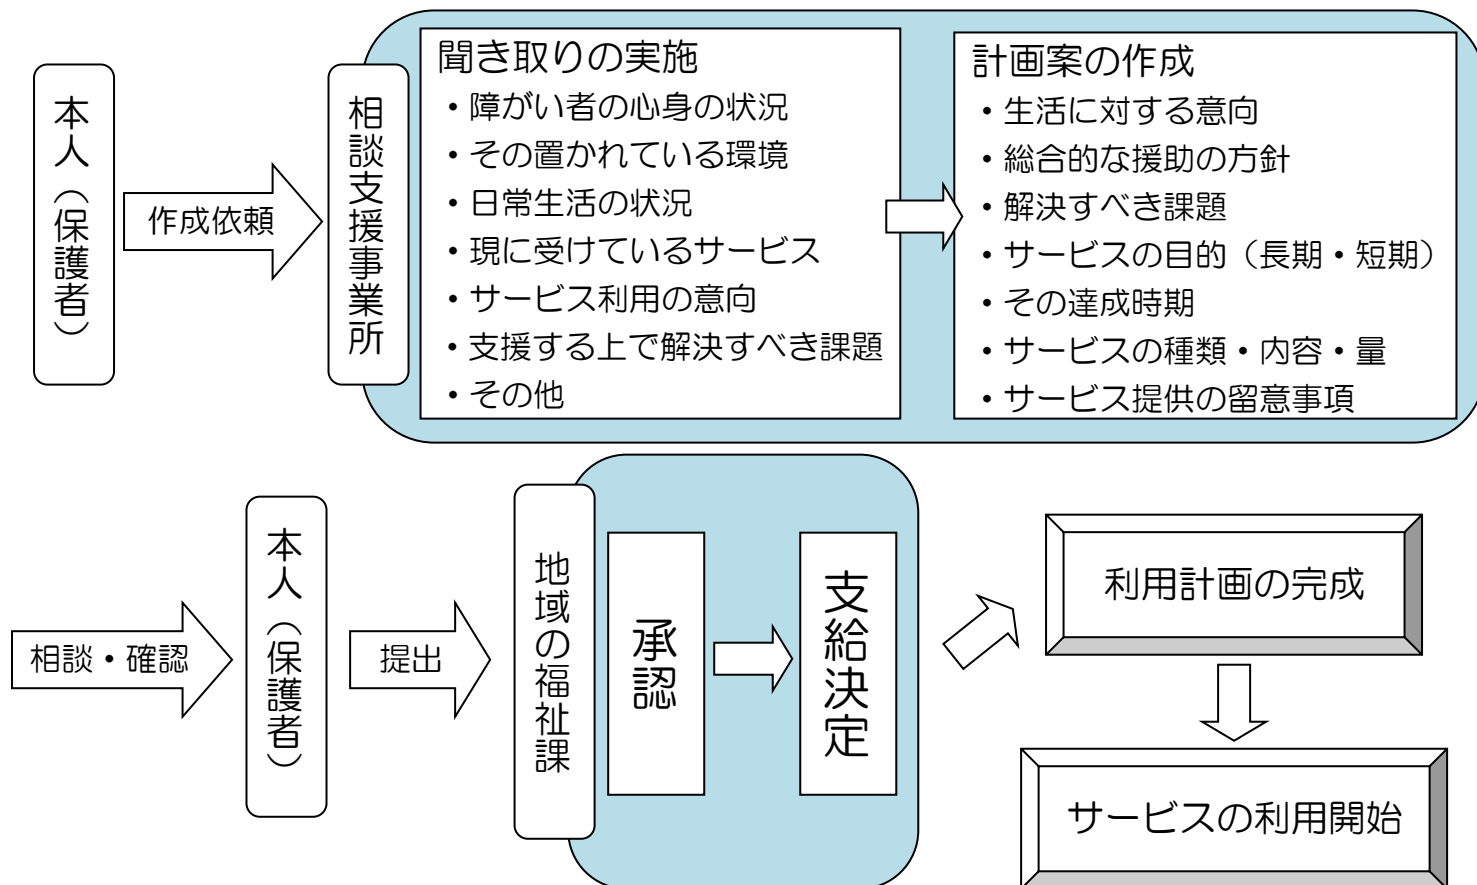 本人（保護者）
作成依頼
相談支援事業所
聞き取りの実施
・障がい者の心身の状況
・その置かれている環境
・日常生活の状況
・現に受けているサービス
・サービス利用の意向
・支援する上で解決すべき課題
・その他
計画案の作成
・生活に対する意向
・総合的な援助の方針
・解決すべき課題
・サービスの目的（長期・短期）
・その達成時期
・サービスの種類・内容・量
・サービス提供の留意事項
相談・確認
本人（保護者）
提出
地域の福祉課
承認
支給決定
利用計画の完成
サービスの利用開始